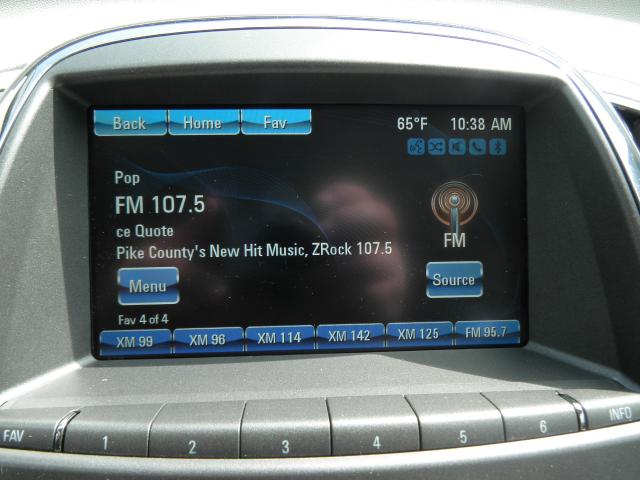 Back Home Fav 65°F 10:38 AM
Pop
FM 107.5
ce Quote
Pike County's New Hit Music, ZRock 107.5
FM
Menu Source
Fav 4 of 4
XM 99 XM 96 XM 114 XM 142 XM 125 FM 95.7
FAV 1 2 3 4 5 6 INFO